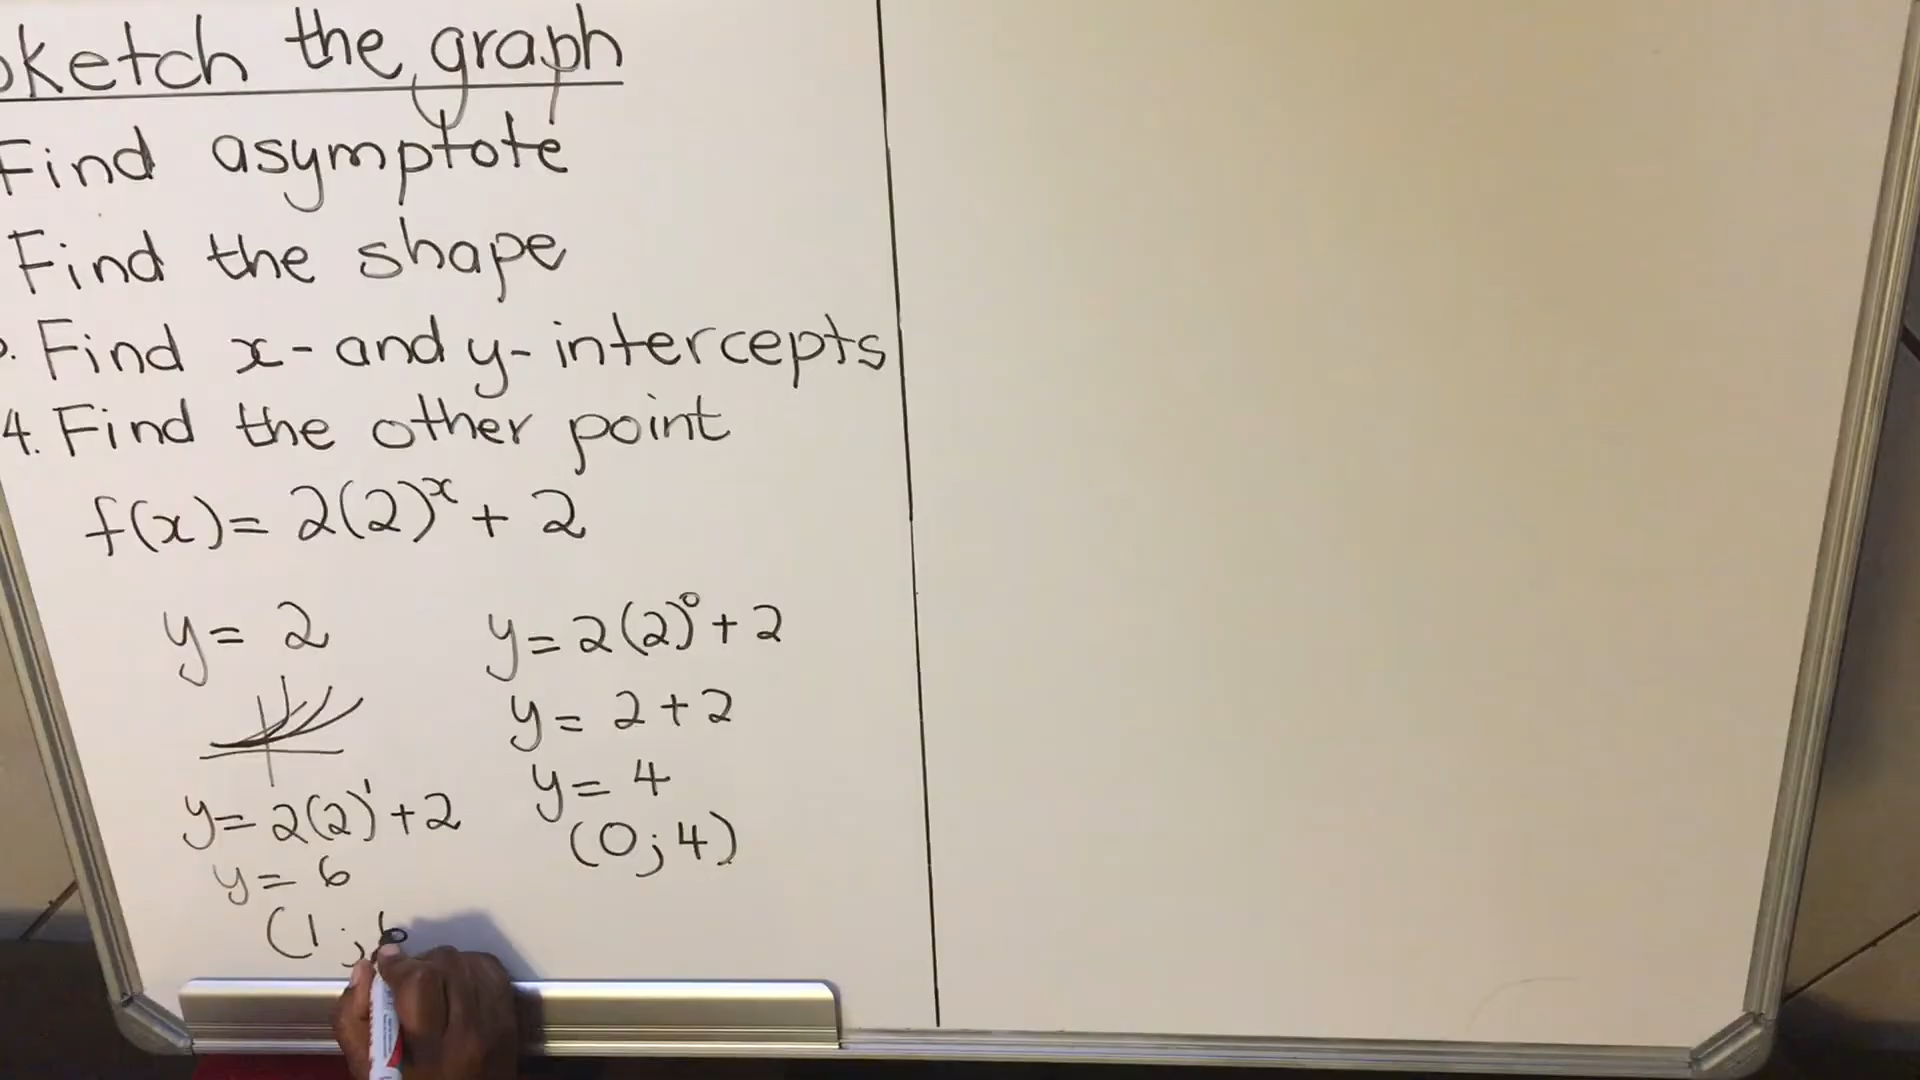 sketch the graph
Find asymptote
Find the shape
. Find x- and y- intercepts
4. Find the other point
f(x) = 2(2)ˣ + 2
y = 2
y = 2(2)¹ + 2
y = 6
(1 ; 6
y = 2(2)⁰ + 2
y = 2 + 2
y = 4
(0 ; 4)